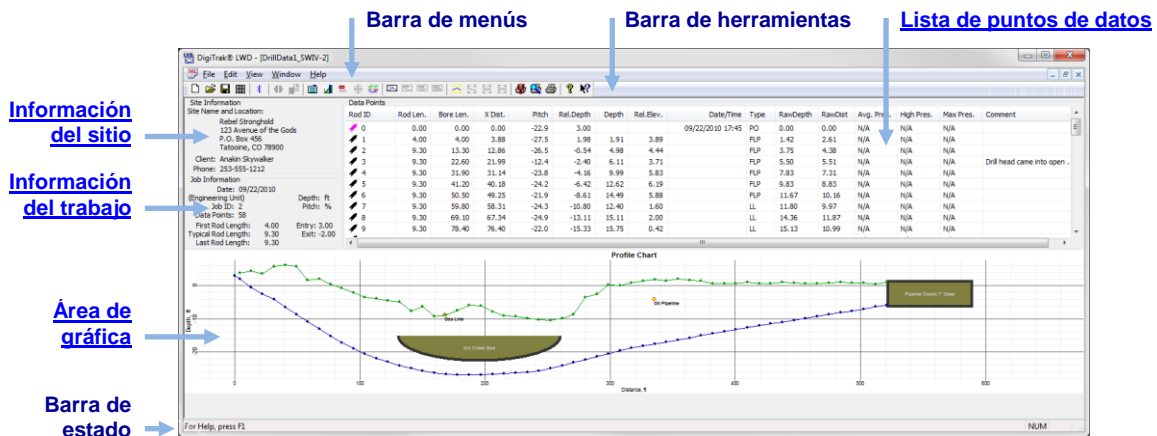 Barra de menús
Barra de herramientas
Lista de puntos de datos
DigiTrak® LWD - [DrillData1_SWIV-2]
File Edit View Window Help
Información del sitio
Site Information
Site Name and Location:
Rebel Stronghold
123 Avenue of the Gods
P.O. Box 456
Tatooine, CO 78900
Client: Anakin Skywalker
Phone: 253-555-1212
Información del trabajo
Job Information
Date: 09/22/2010
(Engineering Unit) Depth: ft
Job ID: 2 Pitch: %
Data Points: 58
First Rod Length: 4.00 Entry: 3.00
Typical Rod Length: 9.30 Exit: -2.00
Last Rod Length: 9.30
Data Points
Rod ID Rod Len. Bore Len. X Dist. Pitch Rel.Depth Depth Rel.Elev. Date/Time Type RawDepth RawDist Avg. Pres. High Pres. Max Pres. Comment
0 0.00 0.00 0.00 -22.9 3.00 09/22/2010 17:45 PO 0.00 0.00 N/A N/A N/A
1 4.00 4.00 3.88 -27.5 1.98 1.91 3.89 FLP 1.42 2.61 N/A N/A N/A
2 9.30 13.30 12.86 -26.5 -0.54 4.98 4.44 FLP 3.75 4.38 N/A N/A N/A
3 9.30 22.60 21.99 -12.4 -2.40 6.11 3.71 FLP 5.50 5.51 N/A N/A N/A Drill head came into open .
4 9.30 31.90 31.14 -23.8 -4.16 9.99 5.83 FLP 7.83 7.31 N/A N/A N/A
5 9.30 41.20 40.18 -24.2 -6.42 12.62 6.19 FLP 9.83 8.83 N/A N/A N/A
6 9.30 50.50 49.25 -21.9 -8.61 14.49 5.88 FLP 11.67 10.16 N/A N/A N/A
7 9.30 59.80 58.31 -24.3 -10.80 12.40 1.60 LL 11.80 9.97 N/A N/A N/A
8 9.30 69.10 67.34 -24.9 -13.11 15.11 2.00 LL 14.36 11.87 N/A N/A N/A
9 9.30 78.40 76.40 -22.0 -15.33 15.75 0.42 LL 15.13 10.99 N/A N/A N/A
Área de gráfica
Profile Chart
Depth, ft
0
-10
-20
Gas Line
Oil Pipeline
Dry Creek Bed
Pipeline Trench 7' Deep
0 100 200 300 400 500 600
Distance, ft
Barra de estado
For Help, press F1
NUM